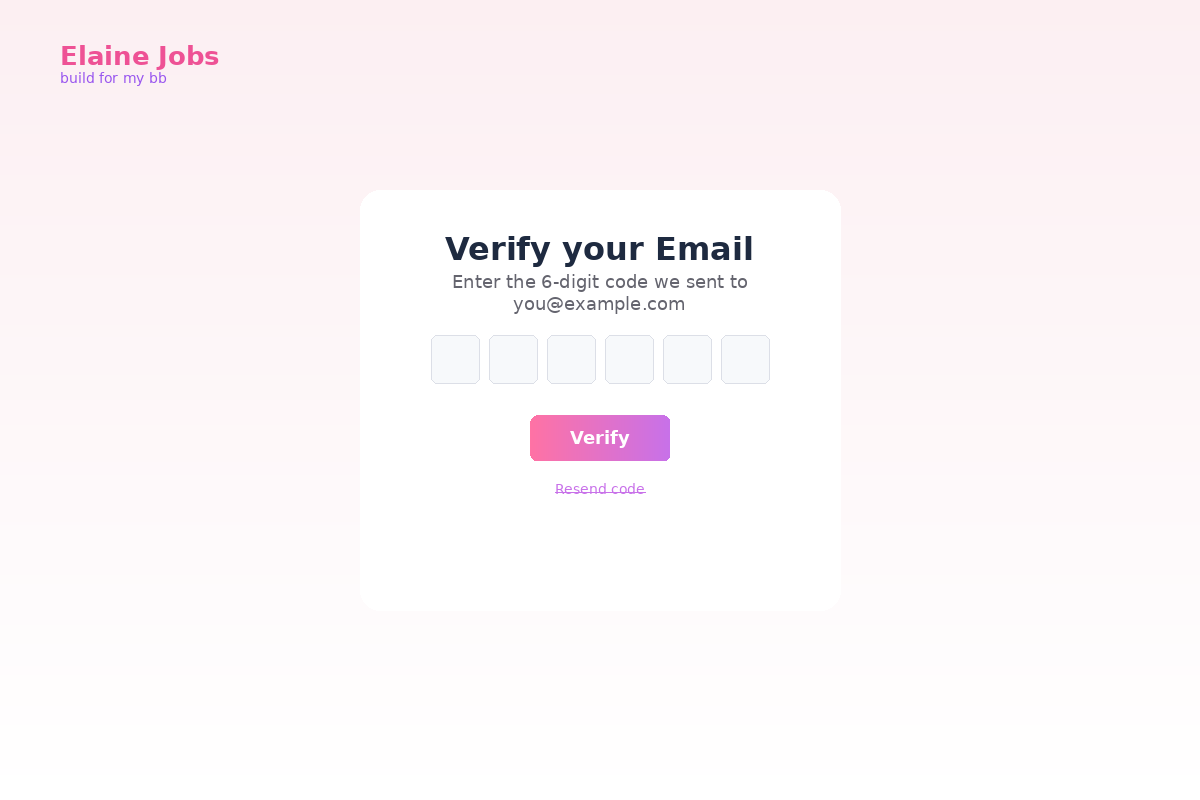 Elaine Jobs
build for my bb
Verify your Email
Enter the 6-digit code we sent to
you@example.com
Verify
Resend code